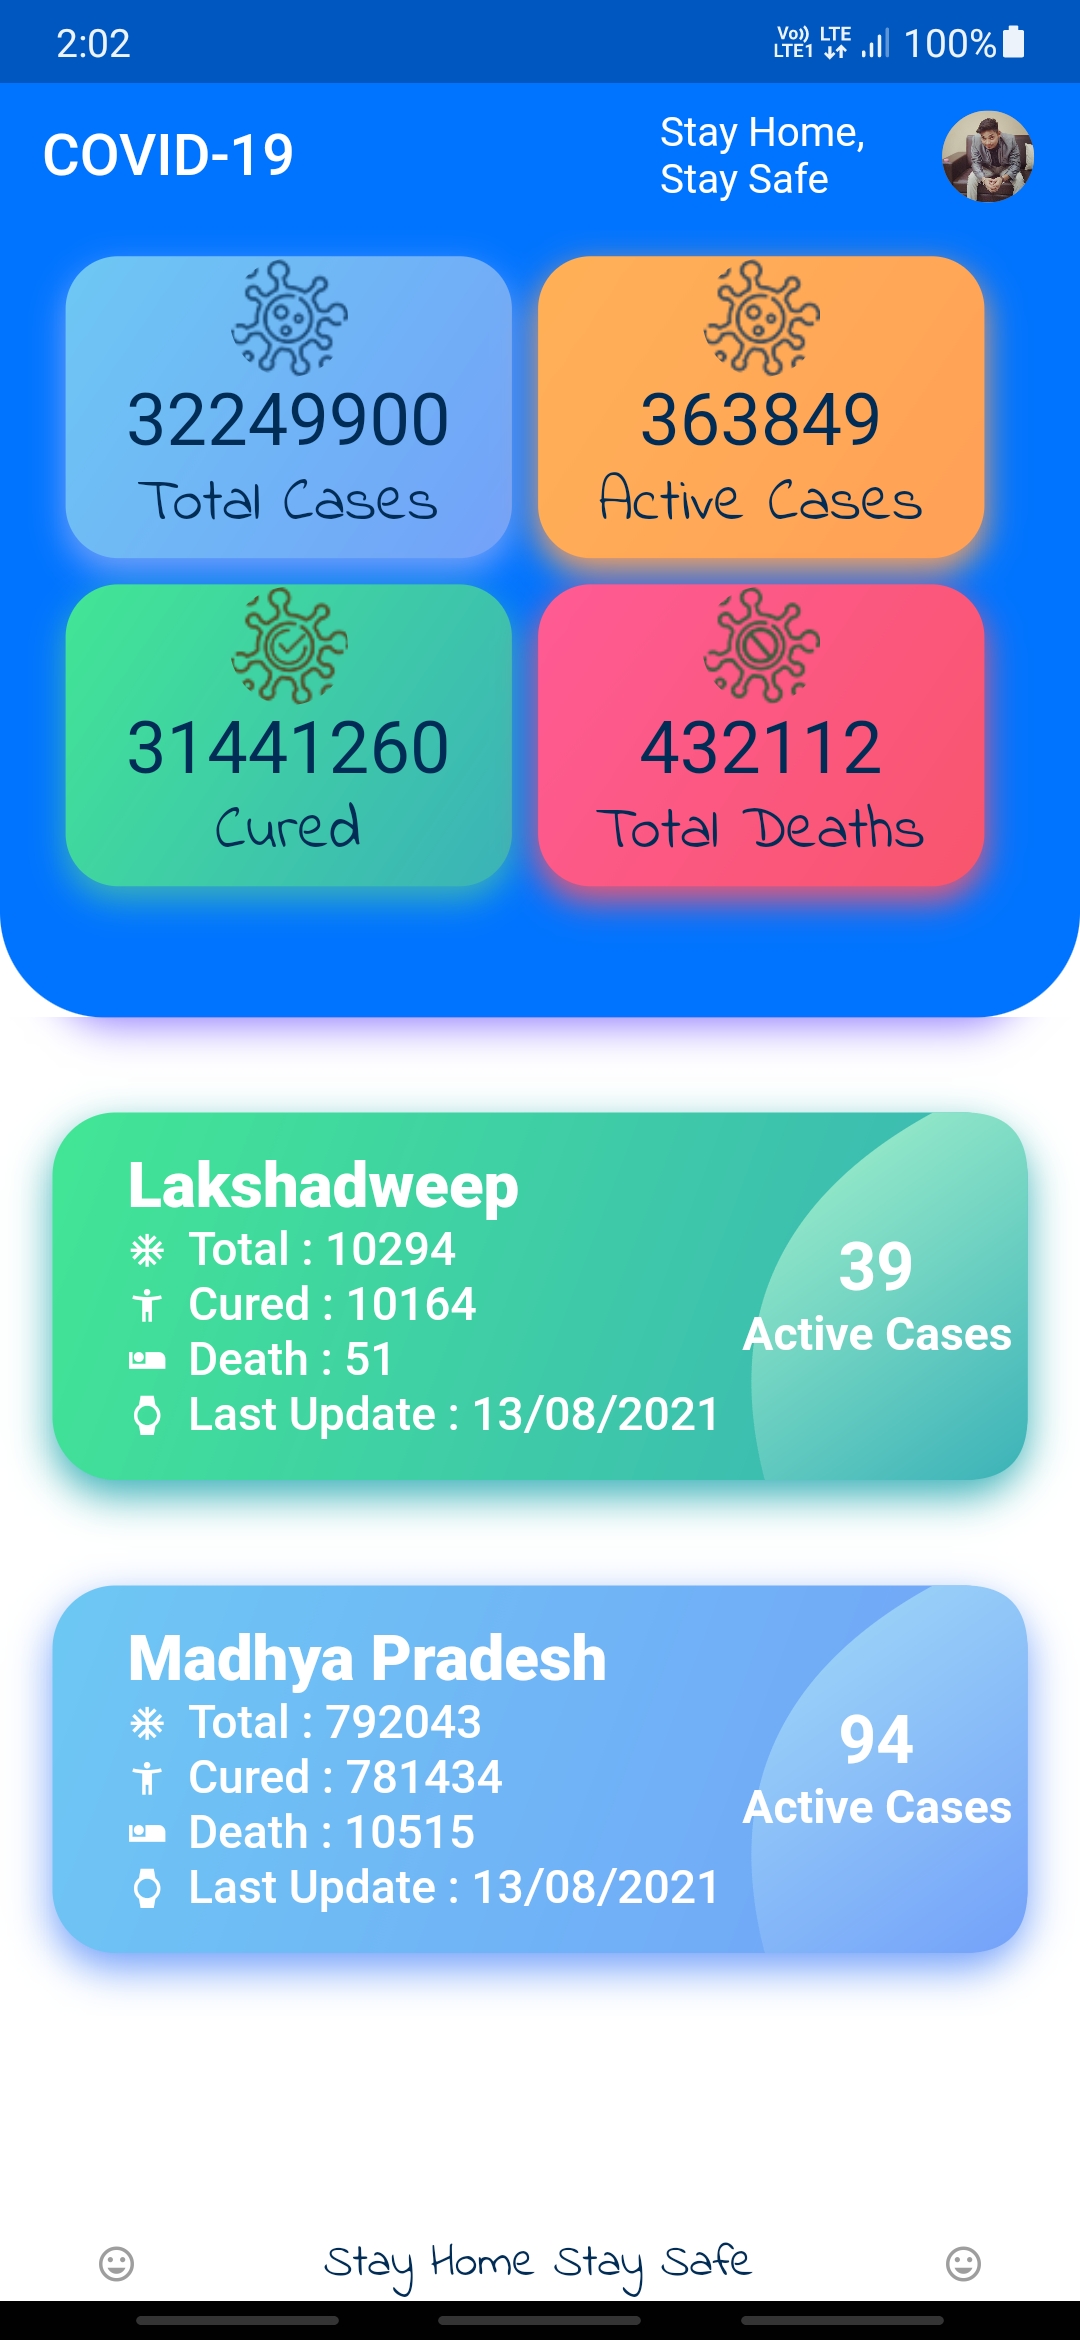 2:02
Vo)) LTE
LTE1
100%
COVID-19
Stay Home,
Stay Safe
32249900
Total Cases
363849
Active Cases
31441260
Cured
432112
Total Deaths
Lakshadweep
Total : 10294
Cured : 10164
Death : 51
Last Update : 13/08/2021
39
Active Cases
Madhya Pradesh
Total : 792043
Cured : 781434
Death : 10515
Last Update : 13/08/2021
94
Active Cases
Stay Home Stay Safe